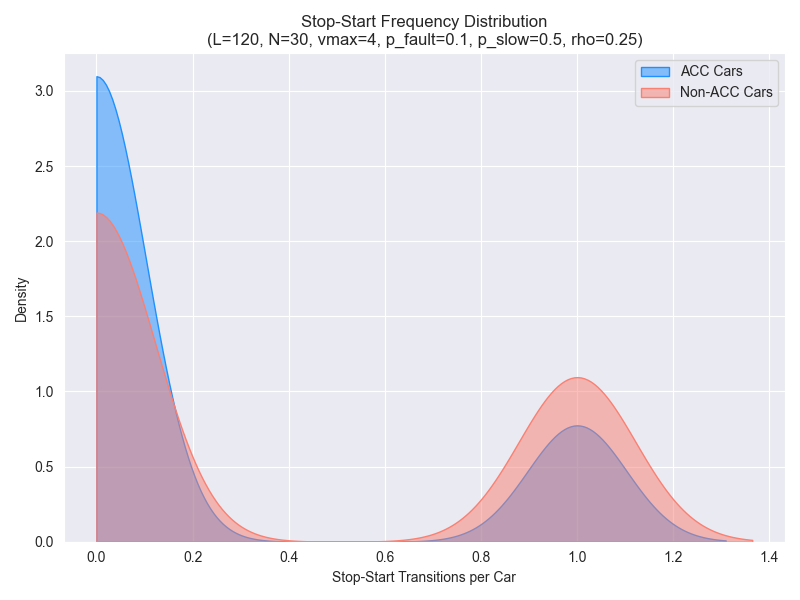 Stop-Start Frequency Distribution
(L=120, N=30, vmax=4, p_fault=0.1, p_slow=0.5, rho=0.25)
ACC Cars
Non-ACC Cars
Density
3.0
2.5
2.0
1.5
1.0
0.5
0.0
0.0 0.2 0.4 0.6 0.8 1.0 1.2 1.4
Stop-Start Transitions per Car